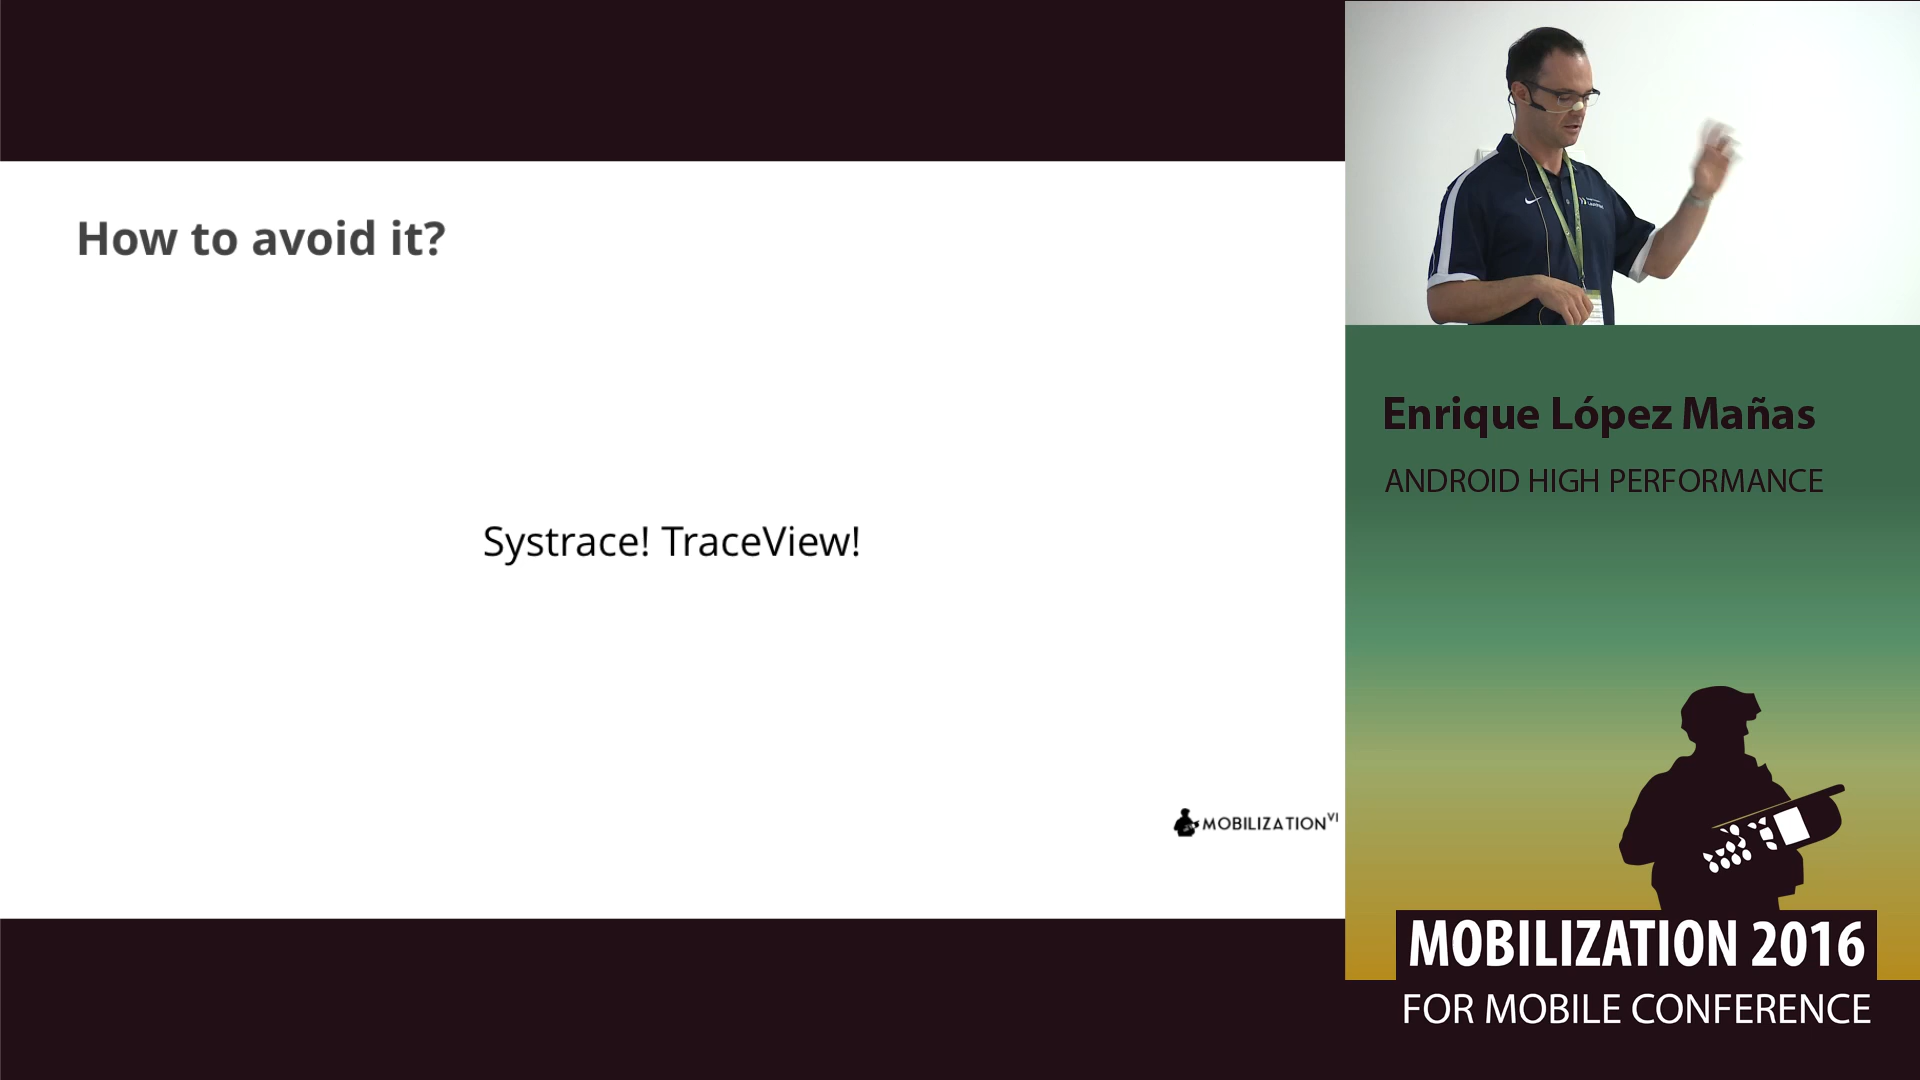 How to avoid it?
Systrace! TraceView!
MOBILIZATION VI
Enrique López Mañas
ANDROID HIGH PERFORMANCE
MOBILIZATION 2016
FOR MOBILE CONFERENCE